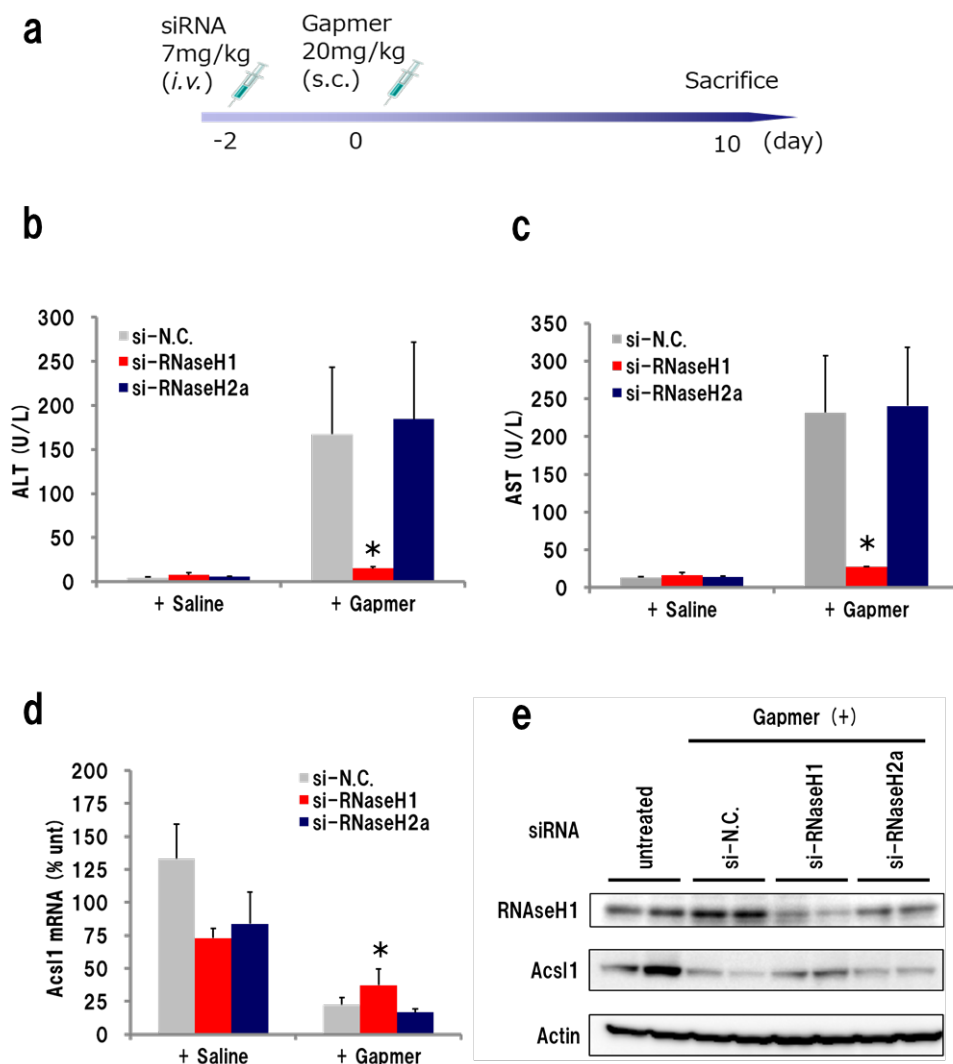 a
siRNA
7mg/kg
(i.v.)
Gapmer
20mg/kg
(s.c.)
Sacrifice
-2
0
10
(day)
b
300
250
200
150
100
50
0
ALT (U/L)
si-N.C.
si-RNaseH1
si-RNaseH2a
*
+ Saline
+ Gapmer
c
350
300
250
200
150
100
50
0
AST (U/L)
si-N.C.
si-RNaseH1
si-RNaseH2a
*
+ Saline
+ Gapmer
d
200
175
150
125
100
75
50
25
0
Acsl1 mRNA (% unt)
si-N.C.
si-RNaseH1
si-RNaseH2a
*
+ Saline
+ Gapmer
e
Gapmer (+)
siRNA
untreated
si-N.C.
si-RNaseH1
si-RNaseH2a
RNAseH1
Acsl1
Actin